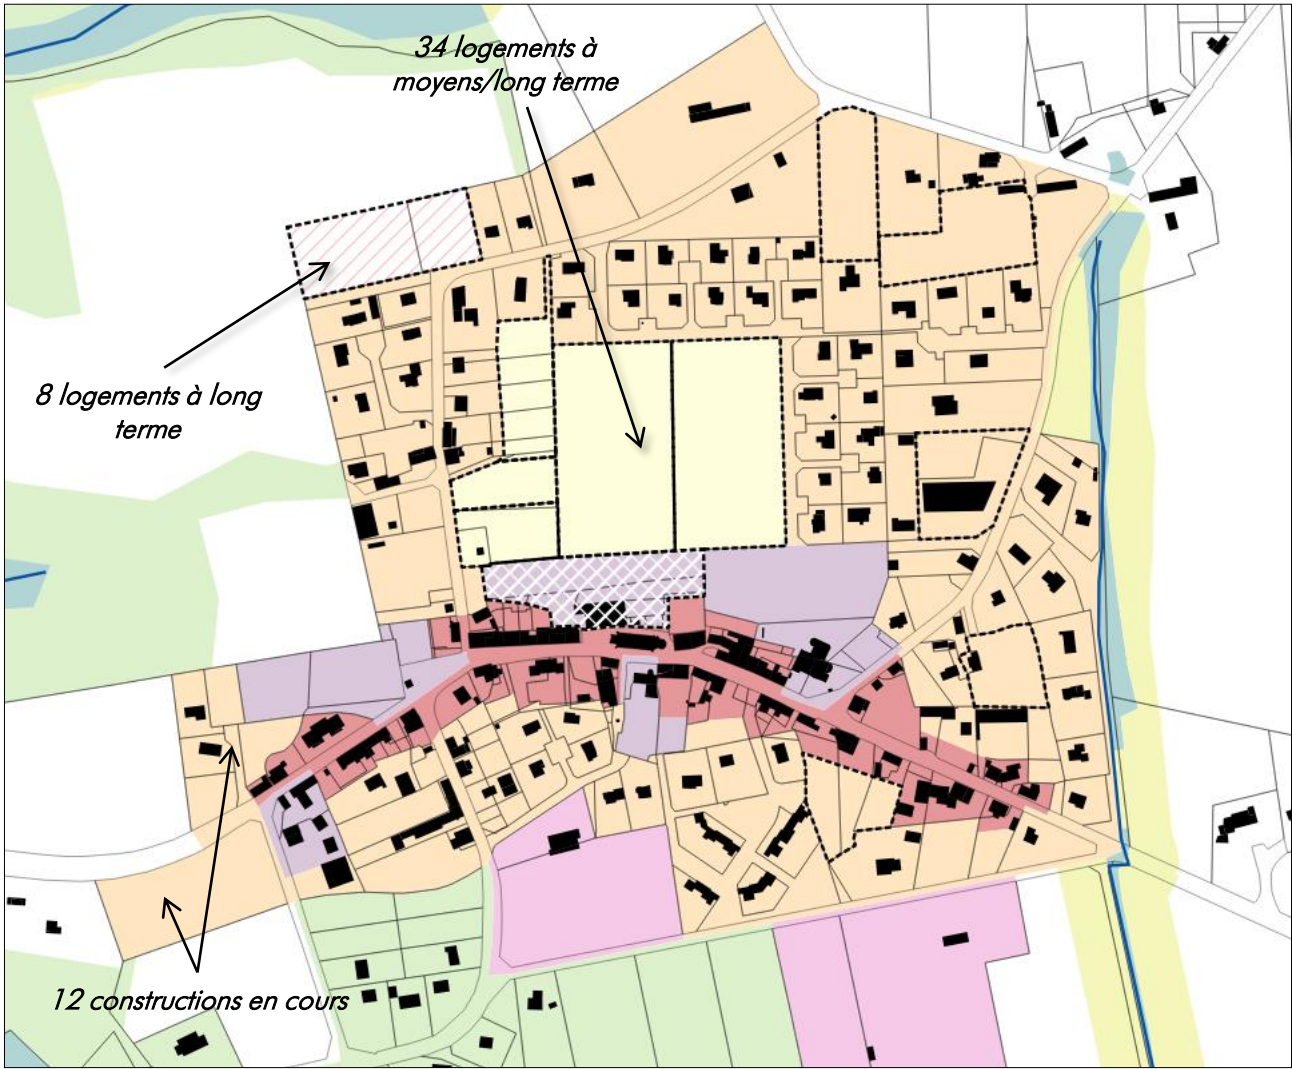 34 logements à
moyens/long terme
8 logements à long
terme
12 constructions en cours